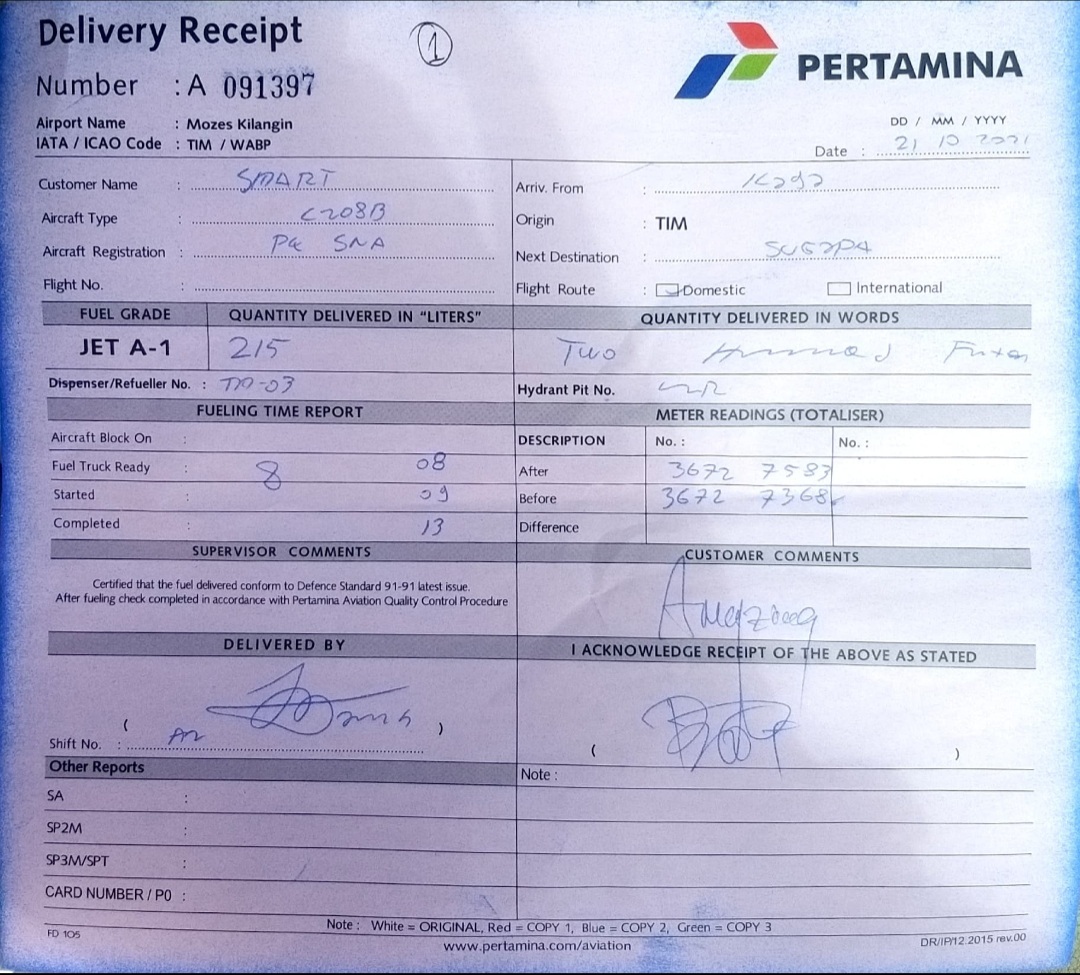 Delivery Receipt
1
PERTAMINA
Number : A 091397
Airport Name : Mozes Kilangin
IATA / ICAO Code : TIM / WABP
DD / MM / YYYY
Date : 21 10 2021
Customer Name : SMART
Arriv. From :
Aircraft Type : C208B
Origin : TIM
Aircraft Registration : PK SNA
Next Destination :
Flight No. :
Flight Route : Domestic International
FUEL GRADE QUANTITY DELIVERED IN "LITERS" QUANTITY DELIVERED IN WORDS
JET A-1 215 Two
Dispenser/Refueller No. :
Hydrant Pit No.
FUELING TIME REPORT
METER READINGS (TOTALISER)
Aircraft Block On :
DESCRIPTION No. : No. :
Fuel Truck Ready : 8 08
After 3672 7583
Started : 09
Before 3672 7368
Completed : 13
Difference
SUPERVISOR COMMENTS
CUSTOMER COMMENTS
Certified that the fuel delivered conform to Defence Standard 91-91 latest issue.
After fueling check completed in accordance with Pertamina Aviation Quality Control Procedure
DELIVERED BY
I ACKNOWLEDGE RECEIPT OF THE ABOVE AS STATED
( )
Shift No. :
( )
Other Reports
Note :
SA :
SP2M :
SP3M/SPT :
CARD NUMBER / PO :
Note : White = ORIGINAL, Red = COPY 1, Blue = COPY 2, Green = COPY 3
FD 105
www.pertamina.com/aviation
DR/IP/12.2015 rev.00